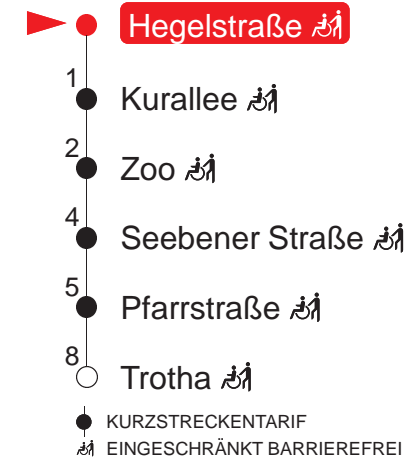 Hegelstraße
1
Kurallee
2
Zoo
4
Seebener Straße
5
Pfarrstraße
8
Trotha
KURZSTRECKENTARIF
EINGESCHRÄNKT BARRIEREFREI